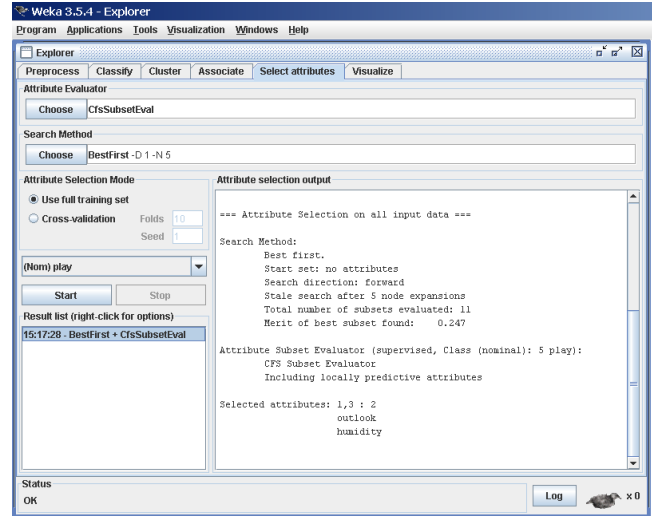 Weka 3.5.4 - Explorer
Program Applications Tools Visualization Windows Help
Explorer
Preprocess Classify Cluster Associate Select attributes Visualize
Attribute Evaluator
Choose CfsSubsetEval
Search Method
Choose BestFirst -D 1 -N 5
Attribute Selection Mode
Use full training set
Cross-validation Folds 10
Seed 1
(Nom) play
Start Stop
Result list (right-click for options)
15:17:28 - BestFirst + CfsSubsetEval
Attribute selection output
=== Attribute Selection on all input data ===
Search Method:
Best first.
Start set: no attributes
Search direction: forward
Stale search after 5 node expansions
Total number of subsets evaluated: 11
Merit of best subset found: 0.247
Attribute Subset Evaluator (supervised, Class (nominal): 5 play):
CFS Subset Evaluator
Including locally predictive attributes
Selected attributes: 1,3 : 2
outlook
humidity
Status
OK
Log x 0